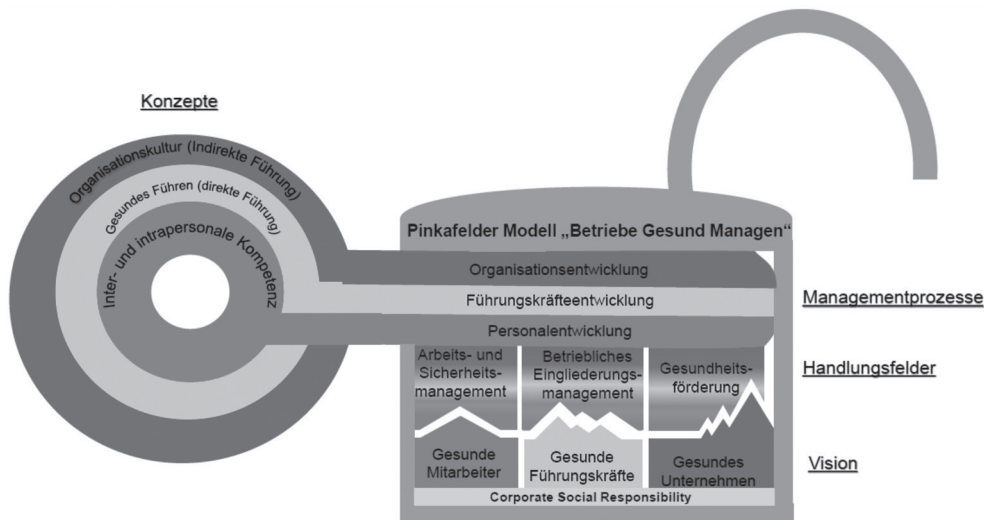 Konzepte
Organisationskultur (Indirekte Führung)
Gesundes Führen (direkte Führung)
Inter- und intrapersonale Kompetenz
Pinkafelder Modell „Betriebe Gesund Managen“
Organisationsentwicklung
Führungskräfteentwicklung
Personalentwicklung
Managementprozesse
Arbeits- und
Sicherheits-
management
Betriebliches
Eingliederungs-
management
Gesundheits-
förderung
Handlungsfelder
Gesunde
Mitarbeiter
Gesunde
Führungskräfte
Gesundes
Unternehmen
Vision
Corporate Social Responsibility